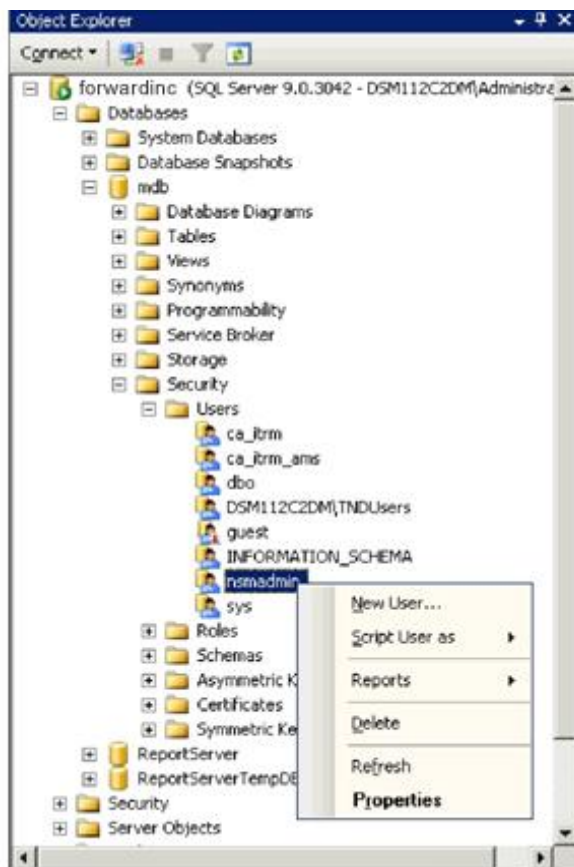 Object Explorer
Connect
forwardinc (SQL Server 9.0.3042 - DSM112C2DM\Administra
Databases
System Databases
Database Snapshots
mdb
Database Diagrams
Tables
Views
Synonyms
Programmability
Service Broker
Storage
Security
Users
ca_itrm
ca_itrm_ams
dbo
DSM112C2DM\TNDUsers
guest
INFORMATION_SCHEMA
nsmadmin
sys
New User...
Script User as
Reports
Delete
Refresh
Properties
Roles
Schemas
Asymmetric K
Certificates
Symmetric Ke
ReportServer
ReportServerTempDB
Security
Server Objects